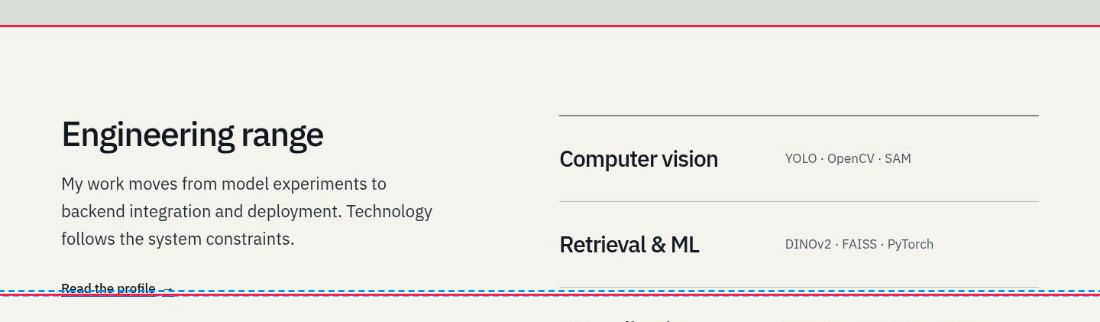 Engineering range
My work moves from model experiments to
backend integration and deployment. Technology
follows the system constraints.
Read the profile →
Computer vision
YOLO · OpenCV · SAM
Retrieval & ML
DINOv2 · FAISS · PyTorch